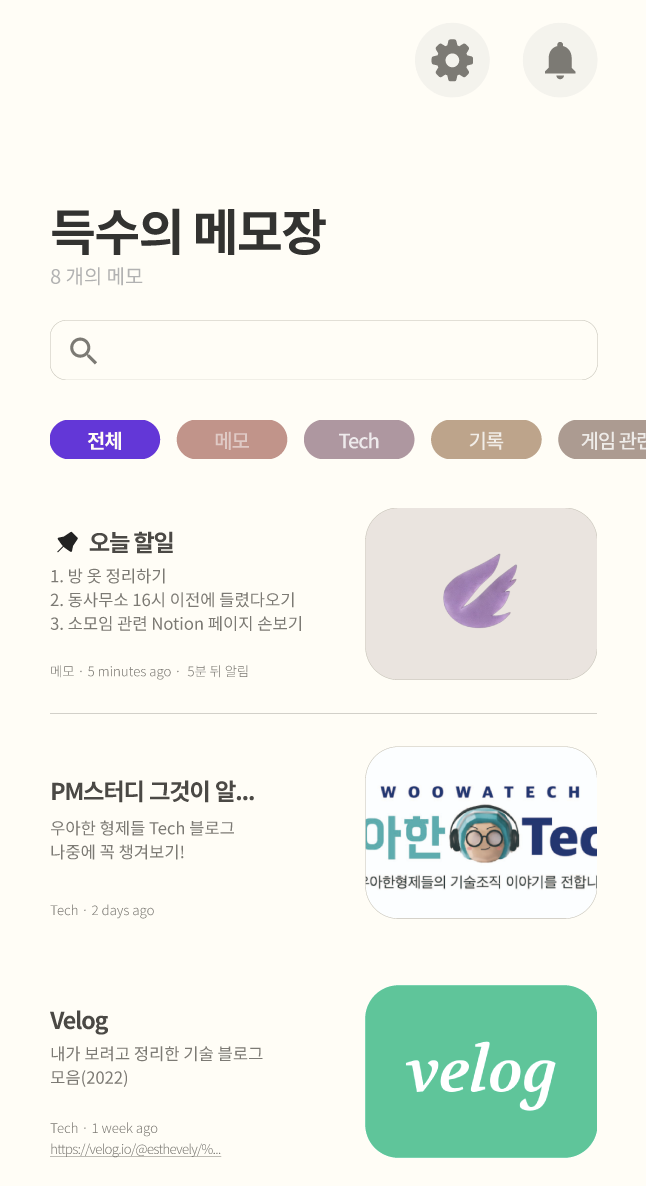 득수의 메모장
8 개의 메모
전체
메모
Tech
기록
게임 관련
오늘 할일
1. 방 옷 정리하기
2. 동사무소 16시 이전에 들렸다오기
3. 소모임 관련 Notion 페이지 손보기
메모 · 5 minutes ago · 5분 뒤 알림
PM스터디 그것이 알...
우아한 형제들 Tech 블로그
나중에 꼭 챙겨보기!
Tech · 2 days ago
WOOWATECH
아한 Tec
우아한형제들의 기술조직 이야기를 전합니
Velog
내가 보려고 정리한 기술 블로그
모음(2022)
Tech · 1 week ago
https://velog.io/@esthevely/%...
velog